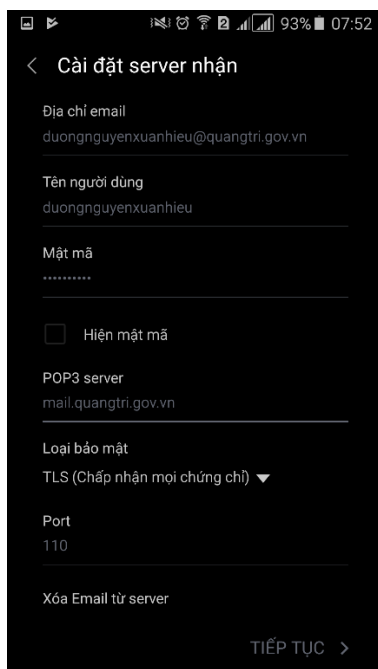 93% 07:52
Cài đặt server nhận
Địa chỉ email
duongnguyenxuanhieu@quangtri.gov.vn
Tên người dùng
duongnguyenxuanhieu
Mật mã
••••••••••
Hiện mật mã
POP3 server
mail.quangtri.gov.vn
Loại bảo mật
TLS (Chấp nhận mọi chứng chỉ)
Port
110
Xóa Email từ server
TIẾP TỤC